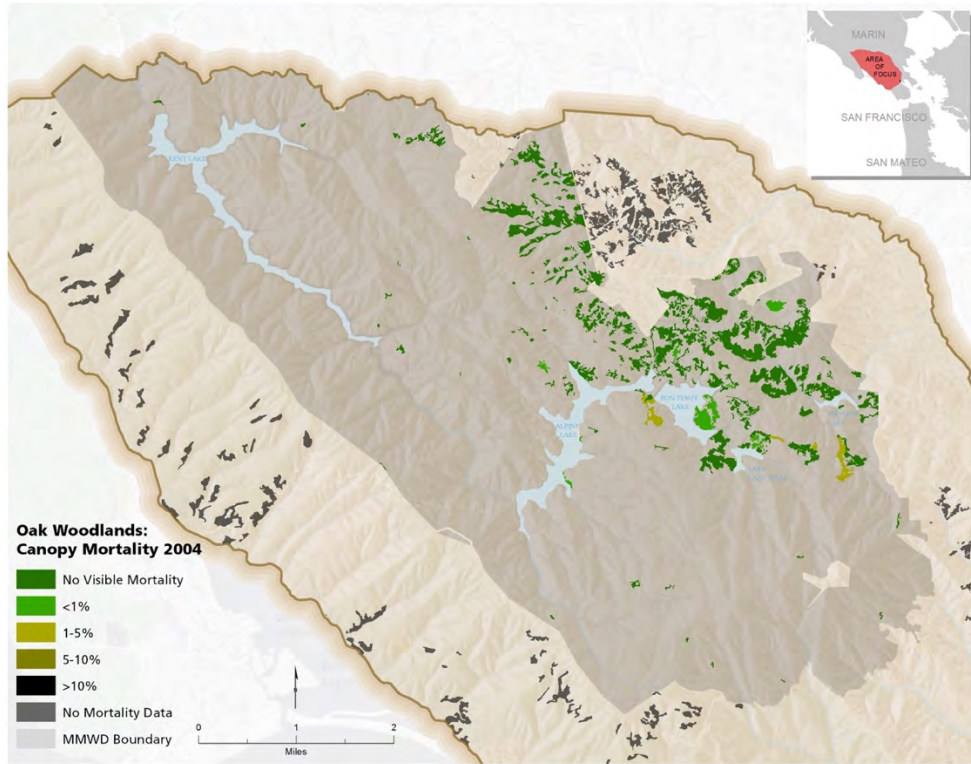 MARIN
AREA
OF
FOCUS
SAN FRANCISCO
SAN MATEO
KENT LAKE
BON TEMPE
LAKE
ALPINE
LAKE
Oak Woodlands:
Canopy Mortality 2004
No Visible Mortality
<1%
1-5%
5-10%
>10%
No Mortality Data
MMWD Boundary
0
1
2
Miles